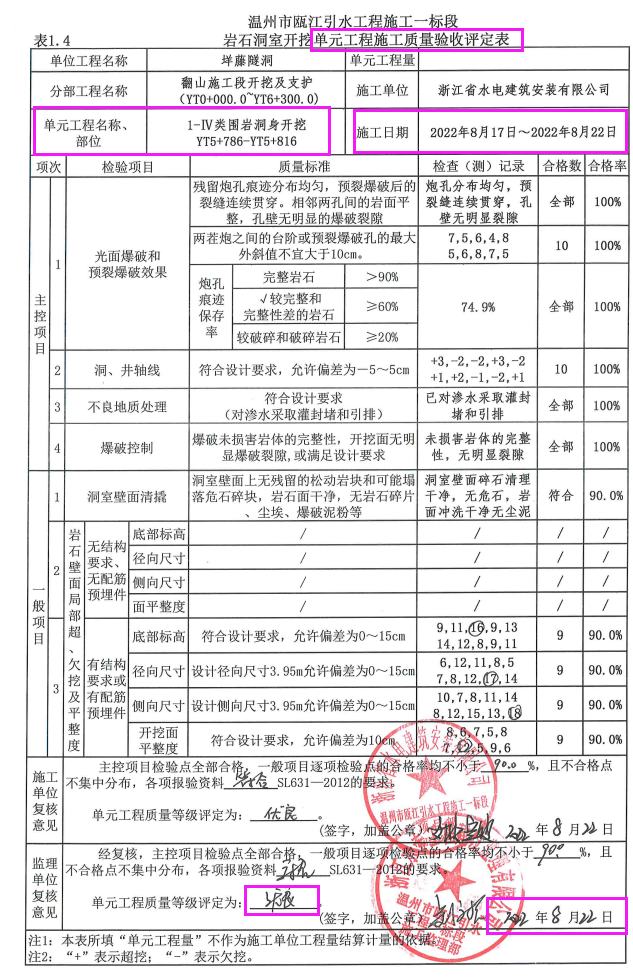 温州市瓯江引水工程施工一标段
表1.4 岩石洞室开挖单元工程施工质量验收评定表
单位工程名称 垟藤隧洞 单元工程量
分部工程名称 翻山施工段开挖及支护 (YT0+000.0~YT6+300.0) 施工单位 浙江省水电建筑安装有限公司
单元工程名称、部位 1-Ⅳ类围岩洞身开挖 YT5+786-YT5+816 施工日期 2022年8月17日～2022年8月22日
项次 检验项目 质量标准 检查（测）记录 合格数 合格率
主控项目
1 光面爆破和预裂爆破效果
残留炮孔痕迹分布均匀，预裂爆破后的裂缝连续贯穿。相邻两孔间的岩面平整，孔壁无明显的爆破裂隙 炮孔分布均匀，预裂缝连续贯穿，孔壁无明显裂隙 全部 100%
两茬炮之间的台阶或预裂爆破孔的最大外斜值不宜大于10cm。 7,5,6,4,8 5,6,8,7,5 10 100%
炮孔痕迹保存率 完整岩石 >90%
√较完整和完整性差的岩石 ≥60% 74.9% 全部 100%
较破碎和破碎岩石 ≥20%
2 洞、井轴线 符合设计要求，允许偏差为－5～5cm +3,-2,-2,+3,-2 +1,+2,-1,-2,+1 10 100%
3 不良地质处理 符合设计要求（对渗水采取灌封堵和引排） 已对渗水采取灌封堵和引排 全部 100%
4 爆破控制 爆破未损害岩体的完整性，开挖面无明显爆破裂隙,或满足设计要求 未损害岩体的完整性，无明显裂隙 全部 100%
一般项目
1 洞室壁面清撬 洞室壁面上无残留的松动岩块和可能塌落危石碎块，岩石面干净，无岩石碎片、尘埃、爆破泥粉等 洞室壁面碎石清理干净，无危石，岩面冲洗干净无尘泥 符合 90.0%
岩石壁面局部超、欠挖及平整度
2 无结构要求、无配筋预埋件
底部标高 / / / /
径向尺寸 / / / /
侧向尺寸 / / / /
面平整度 / / / /
3 有结构要求或有配筋预埋件
底部标高 符合设计要求，允许偏差为0～15cm 9,11,16,9,13 14,12,8,9,11 9 90.0%
径向尺寸 设计径向尺寸3.95m允许偏差为0～15cm 6,12,11,8,5 7,8,12,17,14 9 90.0%
侧向尺寸 设计侧向尺寸3.95m允许偏差为0～15cm 10,7,8,11,14 8,12,15,13,18 9 90.0%
开挖面平整度 符合设计要求，允许偏差为10cm 8,6,7,5,8 7,12,5,9,6 9 90.0%
施工单位复核意见
主控项目检验点全部合格，一般项目逐项检验点的合格率均不小于 90.0 %，且不合格点
不集中分布，各项报验资料 符合 SL631—2012的要求。
单元工程质量等级评定为：优良
（签字，加盖公章） 2022 年 8 月 22 日
温州市瓯江引水工程施工一标段
监理单位复核意见
经复核，主控项目检验点全部合格，一般项目逐项检验点的合格率均不小于 90.0 %，且
不合格点不集中分布，各项报验资料 符合 SL631—2012的要求。
单元工程质量等级评定为：优良
（签字，加盖公章） 2022 年 8 月 22 日
温州市瓯江引水
监理部
注1：本表所填“单元工程量”不作为施工单位工程量结算计量的依据。
注2：“+”表示超挖；“-”表示欠挖。